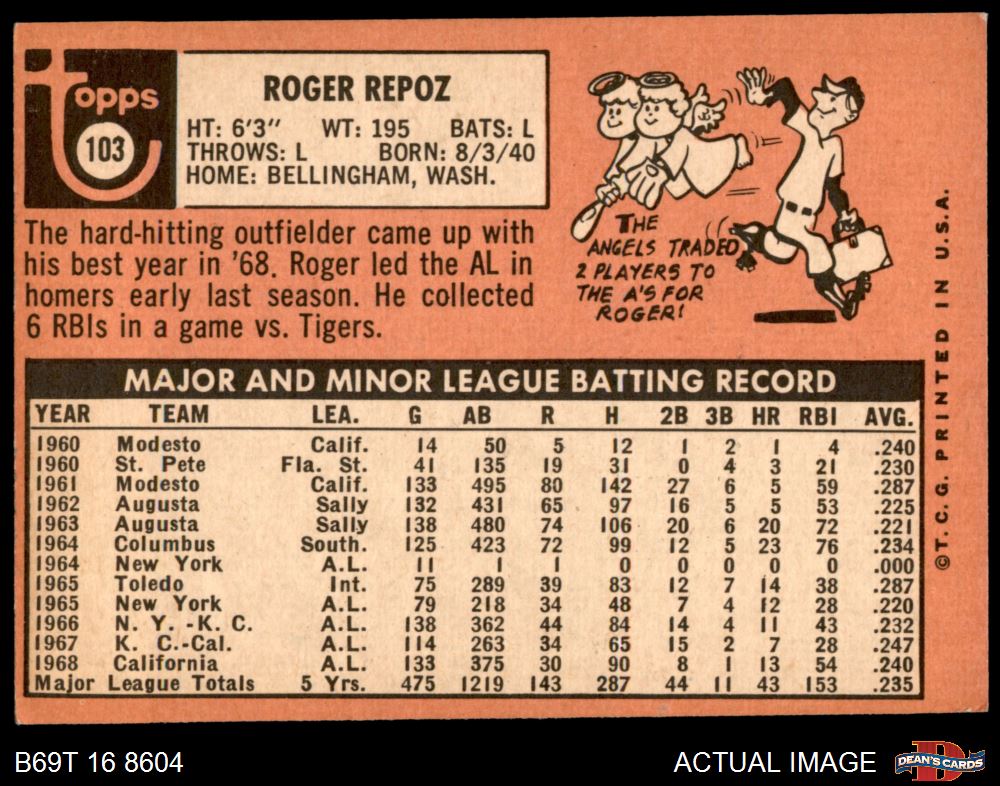 Topps
103
ROGER REPOZ
HT: 6'3" WT: 195 BATS: L
THROWS: L BORN: 8/3/40
HOME: BELLINGHAM, WASH.
The hard-hitting outfielder came up with
his best year in '68. Roger led the AL in
homers early last season. He collected
6 RBIs in a game vs. Tigers.
THE
ANGELS TRADED
2 PLAYERS TO
THE A'S FOR
ROGER!
MAJOR AND MINOR LEAGUE BATTING RECORD
YEAR TEAM LEA. G AB R H 2B 3B HR RBI AVG.
1960 Modesto Calif. 14 50 5 12 1 2 1 4 .240
1960 St. Pete Fla. St. 41 135 19 31 0 4 3 21 .230
1961 Modesto Calif. 133 495 80 142 27 6 5 59 .287
1962 Augusta Sally 132 431 65 97 16 5 5 53 .225
1963 Augusta Sally 138 480 74 106 20 6 20 72 .221
1964 Columbus South. 125 423 72 99 12 5 23 76 .234
1964 New York A.L. 11 1 1 0 0 0 0 0 .000
1965 Toledo Int. 75 289 39 83 12 7 14 38 .287
1965 New York A.L. 79 218 34 48 7 4 12 28 .220
1966 N. Y. -K. C. A.L. 138 362 44 84 14 4 11 43 .232
1967 K. C.-Cal. A.L. 114 263 34 65 15 2 7 28 .247
1968 California A.L. 133 375 30 90 8 1 13 54 .240
Major League Totals 5 Yrs. 475 1219 143 287 44 11 43 153 .235
©T. C. G. PRINTED IN U.S.A.
B69T 16 8604
ACTUAL IMAGE
DEAN'S CARDS